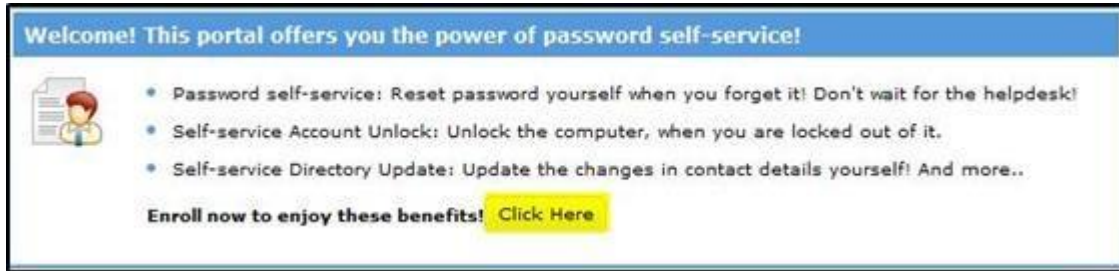 Welcome! This portal offers you the power of password self-service!
Password self-service: Reset password yourself when you forget it! Don't wait for the helpdesk!
Self-service Account Unlock: Unlock the computer, when you are locked out of it.
Self-service Directory Update: Update the changes in contact details yourself! And more..
Enroll now to enjoy these benefits! Click Here